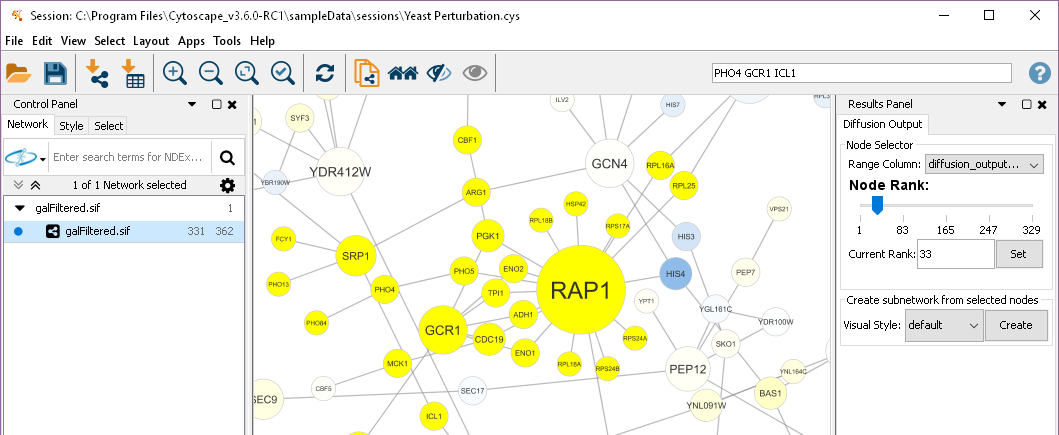 Session: C:\Program Files\Cytoscape_v3.6.0-RC1\sampleData\sessions\Yeast Perturbation.cys
File Edit View Select Layout Apps Tools Help
PHO4 GCR1 ICL1
?
Control Panel
Network Style Select
Enter search terms for NDEx...
1 of 1 Network selected
galFiltered.sif 1
galFiltered.sif 331 362
ILV2
HIS7
SYF3
CBF1
GCN4
RPL16A
YDR412W
YBR190W
ARG1
RPL25
HSP42
VPS21
RPL18B
RPS17A
FCY1
PGK1
HIS3
SRP1
PHO5
ENO2
HIS4
PEP7
PHO13
PHO4
TPI1
RAP1
YPT1
YGL161C
PHO84
GCR1
ADH1
YDR100W
CDC19
RPS24A
SKO1
ENO1
MCK1
RPL18A
RPS24B
PEP12
YNL164C
CBF5
SEC17
BAS1
SEC9
YNL091W
ICL1
Results Panel
Diffusion Output
Node Selector
Range Column: diffusion_output...
Node Rank:
1 83 165 247 329
Current Rank: 33 Set
Create subnetwork from selected nodes
Visual Style: default Create